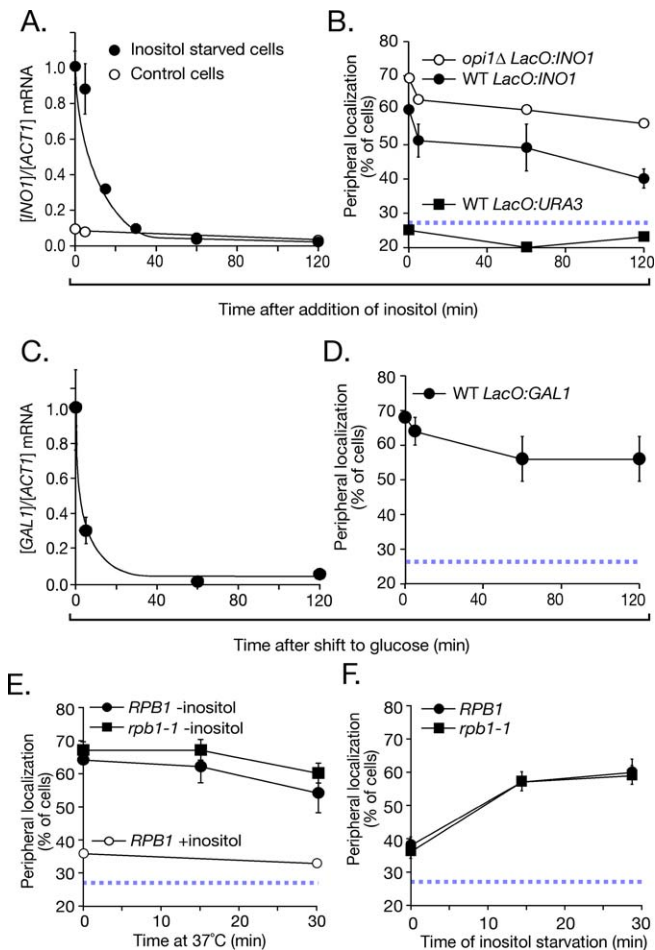 A.
1.0
0.8
0.6
0.4
0.2
0.0
[INO1]/[ACT1] mRNA
Inositol starved cells
Control cells
0 40 80 120
B.
80
70
60
50
40
30
20
Peripheral localization
(% of cells)
opi1Δ LacO:INO1
WT LacO:INO1
WT LacO:URA3
0 40 80 120
Time after addition of inositol (min)
C.
1.0
0.8
0.6
0.4
0.2
0.0
[GAL1]/[ACT1] mRNA
0 40 80 120
D.
80
70
60
50
40
30
20
Peripheral localization
(% of cells)
WT LacO:GAL1
0 40 80 120
Time after shift to glucose (min)
E.
80
70
60
50
40
30
20
Peripheral localization
(% of cells)
RPB1 -inositol
rpb1-1 -inositol
RPB1 +inositol
0 10 20 30
Time at 37°C (min)
F.
80
70
60
50
40
30
20
Peripheral localization
(% of cells)
RPB1
rpb1-1
0 10 20 30
Time of inositol starvation (min)